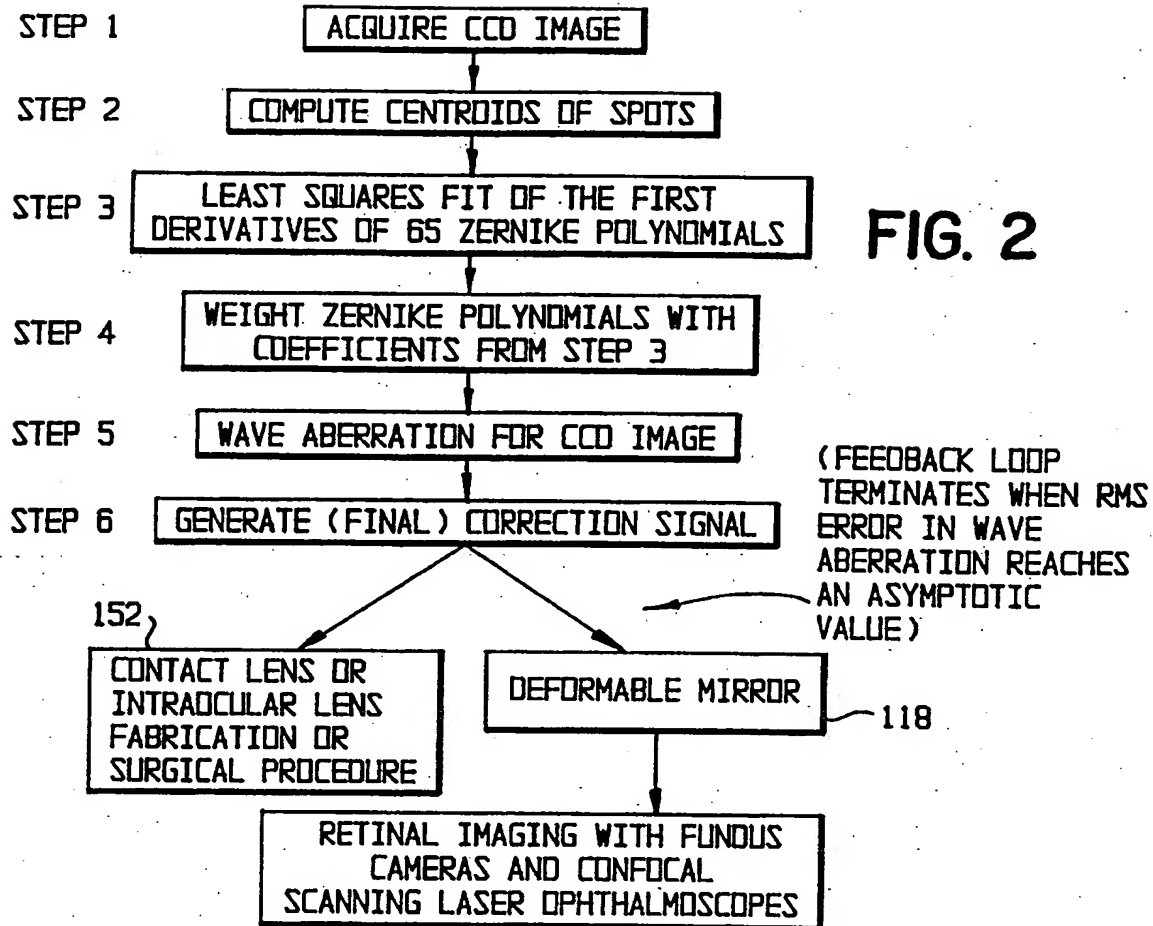 STEP 1
ACQUIRE CCD IMAGE
STEP 2
COMPUTE CENTROIDS OF SPOTS
STEP 3
LEAST SQUARES FIT OF THE FIRST
DERIVATIVES OF 65 ZERNIKE POLYNOMIALS
FIG. 2
STEP 4
WEIGHT ZERNIKE POLYNOMIALS WITH
COEFFICIENTS FROM STEP 3
STEP 5
WAVE ABERRATION FOR CCD IMAGE
STEP 6
GENERATE (FINAL) CORRECTION SIGNAL
(FEEDBACK LOOP
TERMINATES WHEN RMS
ERROR IN WAVE
ABERRATION REACHES
AN ASYMPTOTIC
VALUE)
152
CONTACT LENS OR
INTRAOCULAR LENS
FABRICATION OR
SURGICAL PROCEDURE
DEFORMABLE MIRROR
118
RETINAL IMAGING WITH FUNDUS
CAMERAS AND CONFOCAL
SCANNING LASER OPHTHALMOSCOPES